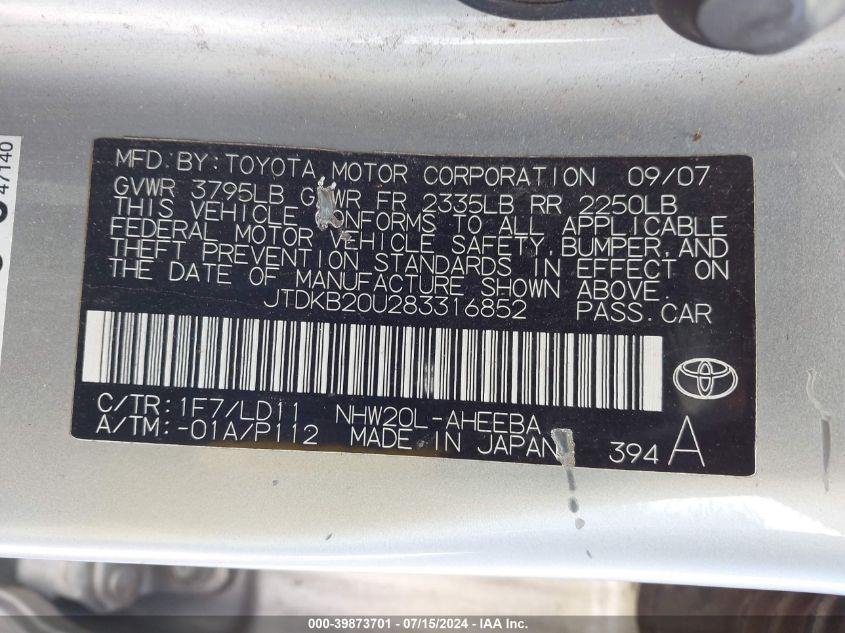 47140
MFD. BY: TOYOTA MOTOR CORPORATION 09/07
GVWR 3795LB G WR FR 2335LB RR 2250LB
THIS VEHICLE ONFORMS TO ALL APPLICABLE
FEDERAL MOTOR VEHICLE SAFETY, BUMPER, AND
THEFT PREVENTION STANDARDS IN EFFECT ON
THE DATE OF MANUFACTURE SHOWN ABOVE.
JTDKB20U283316852 PASS. CAR
C/TR: 1F7/LD11 NHW20L-AHEEBA
A/TM: -01A/P112 MADE IN JAPAN 394 A
000-39873701 - 07/15/2024 - IAA Inc.